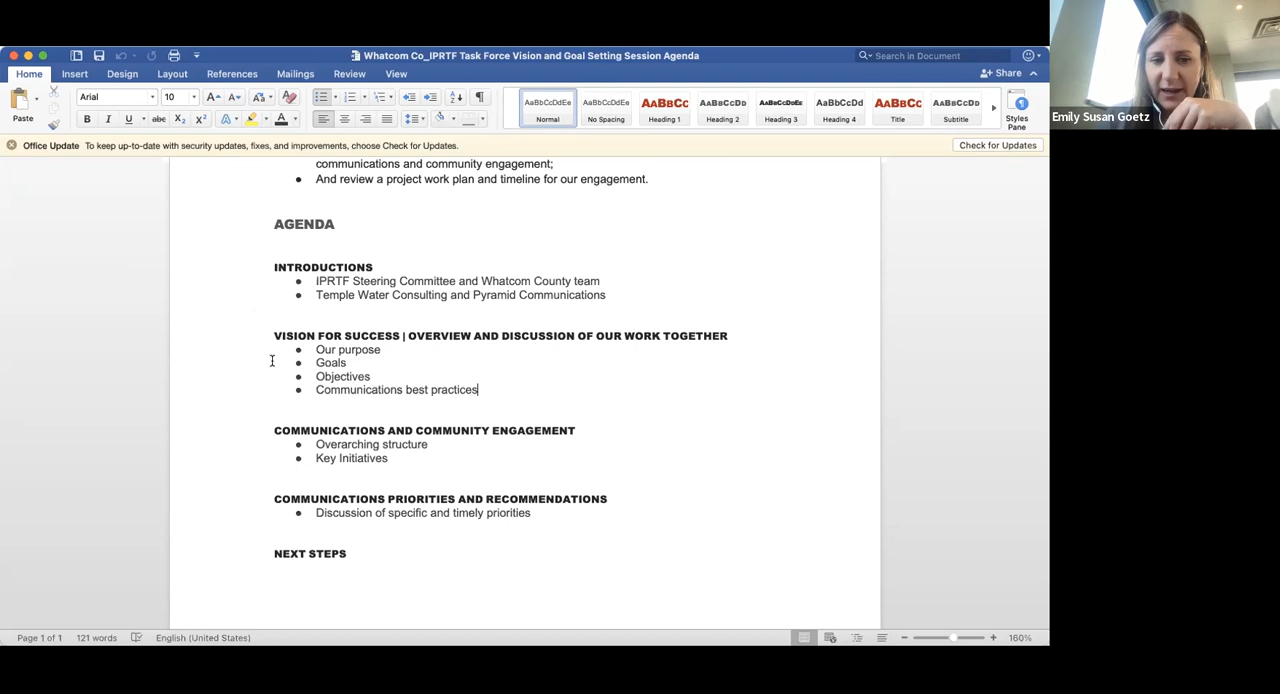 Whatcom Co_IPRTF Task Force Vision and Goal Setting Session Agenda
Search in Document
Home Insert Design Layout References Mailings Review View
Share
Paste
Arial 10
AaBbCcDdEe AaBbCcDdEe AaBbCc AaBbCcDd AaBbCcDdEe AaBbCcDd AaBbCc AaBbCcDd
Normal No Spacing Heading 1 Heading 2 Heading 3 Heading 4 Title Subtitle
Styles
Pane
Office Update To keep up-to-date with security updates, fixes, and improvements, choose Check for Updates.
Check for Updates
Emily Susan Goetz
communications and community engagement;
● And review a project work plan and timeline for our engagement.
AGENDA
INTRODUCTIONS
● IPRTF Steering Committee and Whatcom County team
● Temple Water Consulting and Pyramid Communications
VISION FOR SUCCESS | OVERVIEW AND DISCUSSION OF OUR WORK TOGETHER
● Our purpose
● Goals
● Objectives
● Communications best practices
COMMUNICATIONS AND COMMUNITY ENGAGEMENT
● Overarching structure
● Key Initiatives
COMMUNICATIONS PRIORITIES AND RECOMMENDATIONS
● Discussion of specific and timely priorities
NEXT STEPS
Page 1 of 1 121 words English (United States) 160%